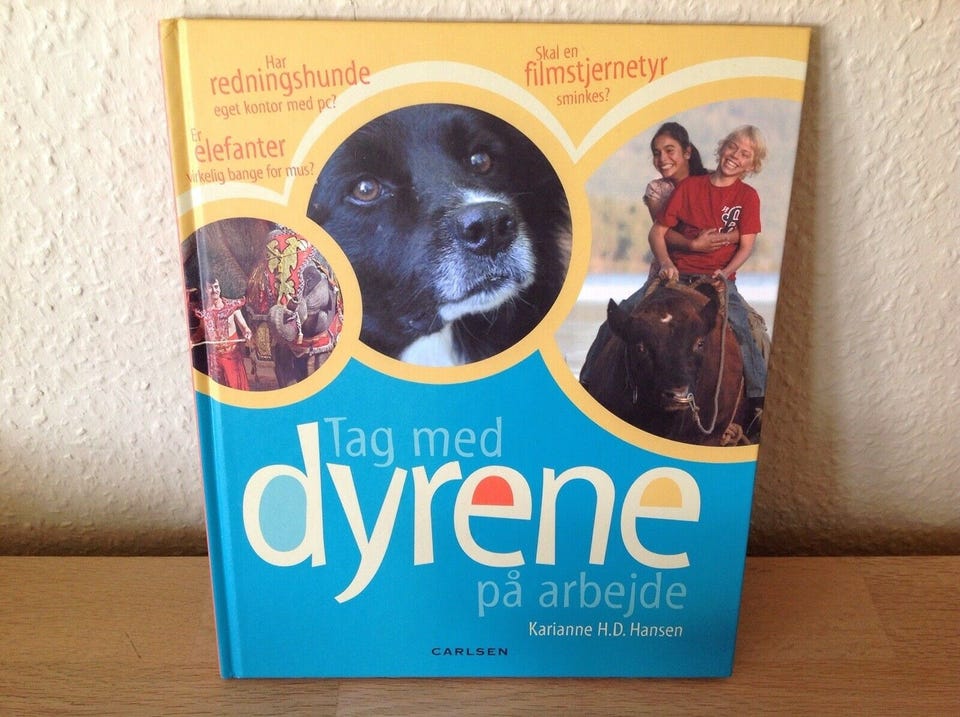 Har
redningshunde
eget kontor med pc?
Skal en
filmstjernetyr
sminkes?
Er
elefanter
virkelig bange for mus?
Tag med
dyrene
på arbejde
Karianne H.D. Hansen
CARLSEN